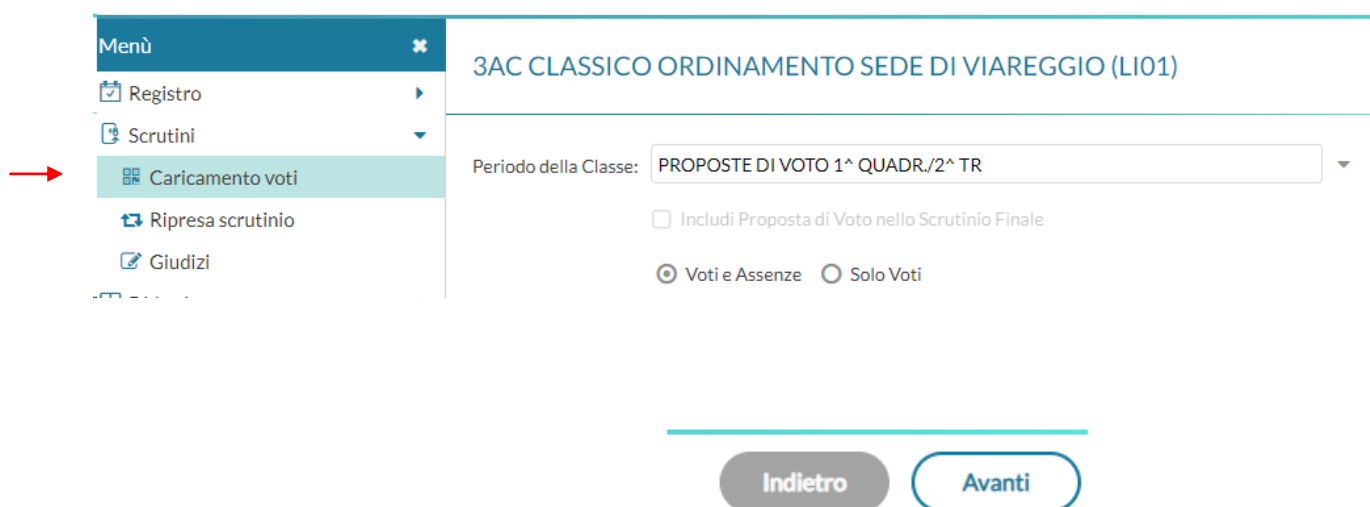 Menù
Registro
Scrutini
Caricamento voti
Ripresa scrutinio
Giudizi
3AC CLASSICO ORDINAMENTO SEDE DI VIAREGGIO (LI01)
Periodo della Classe: PROPOSTE DI VOTO 1^ QUADR./2^ TR
Includi Proposta di Voto nello Scrutinio Finale
Voti e Assenze Solo Voti
Indietro Avanti